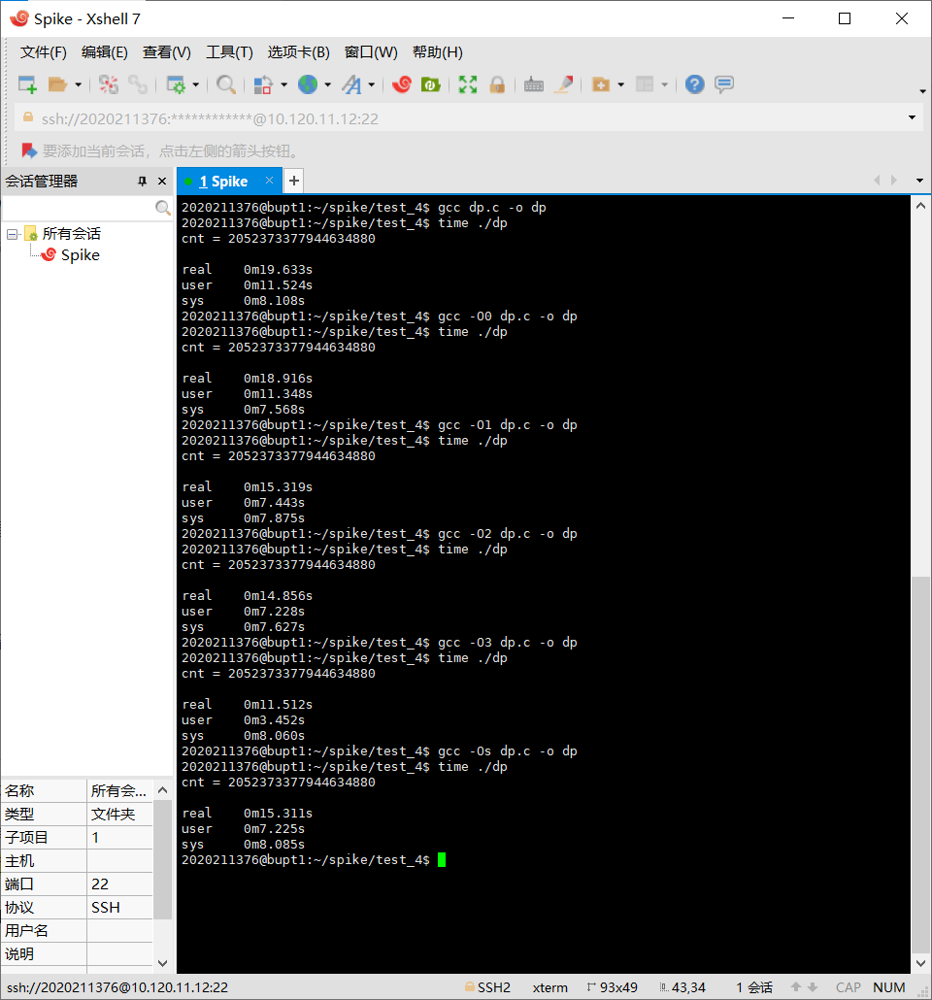 Spike - Xshell 7
文件(F) 编辑(E) 查看(V) 工具(T) 选项卡(B) 窗口(W) 帮助(H)
ssh://2020211376:************@10.120.11.12:22
要添加当前会话，点击左侧的箭头按钮。
会话管理器
所有会话
Spike
名称 所有会...
类型 文件夹
子项目 1
主机
端口 22
协议 SSH
用户名
说明
1 Spike
2020211376@bupt1:~/spike/test_4$ gcc dp.c -o dp
2020211376@bupt1:~/spike/test_4$ time ./dp
cnt = 2052373377944634880
real 0m19.633s
user 0m11.524s
sys 0m8.108s
2020211376@bupt1:~/spike/test_4$ gcc -O0 dp.c -o dp
2020211376@bupt1:~/spike/test_4$ time ./dp
cnt = 2052373377944634880
real 0m18.916s
user 0m11.348s
sys 0m7.568s
2020211376@bupt1:~/spike/test_4$ gcc -O1 dp.c -o dp
2020211376@bupt1:~/spike/test_4$ time ./dp
cnt = 2052373377944634880
real 0m15.319s
user 0m7.443s
sys 0m7.875s
2020211376@bupt1:~/spike/test_4$ gcc -O2 dp.c -o dp
2020211376@bupt1:~/spike/test_4$ time ./dp
cnt = 2052373377944634880
real 0m14.856s
user 0m7.228s
sys 0m7.627s
2020211376@bupt1:~/spike/test_4$ gcc -O3 dp.c -o dp
2020211376@bupt1:~/spike/test_4$ time ./dp
cnt = 2052373377944634880
real 0m11.512s
user 0m3.452s
sys 0m8.060s
2020211376@bupt1:~/spike/test_4$ gcc -Os dp.c -o dp
2020211376@bupt1:~/spike/test_4$ time ./dp
cnt = 2052373377944634880
real 0m15.311s
user 0m7.225s
sys 0m8.085s
2020211376@bupt1:~/spike/test_4$
ssh://2020211376@10.120.11.12:22 SSH2 xterm 93x49 43,34 1 会话 CAP NUM